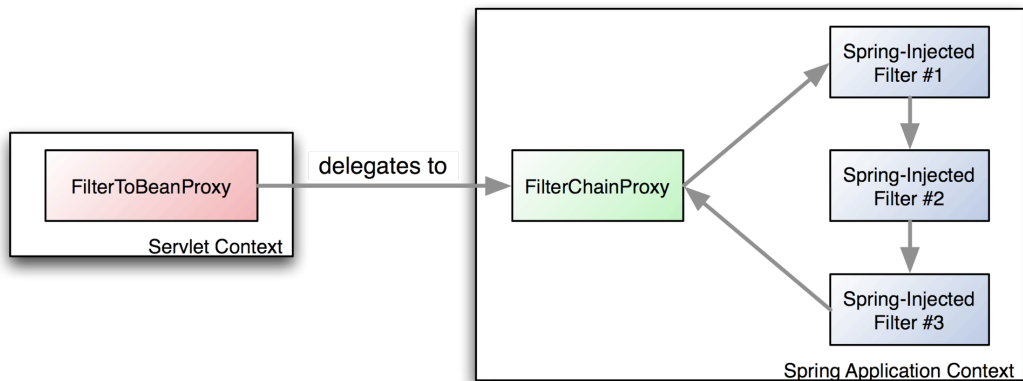 FilterToBeanProxy
Servlet Context
delegates to
FilterChainProxy
Spring-Injected
Filter #1
Spring-Injected
Filter #2
Spring-Injected
Filter #3
Spring Application Context